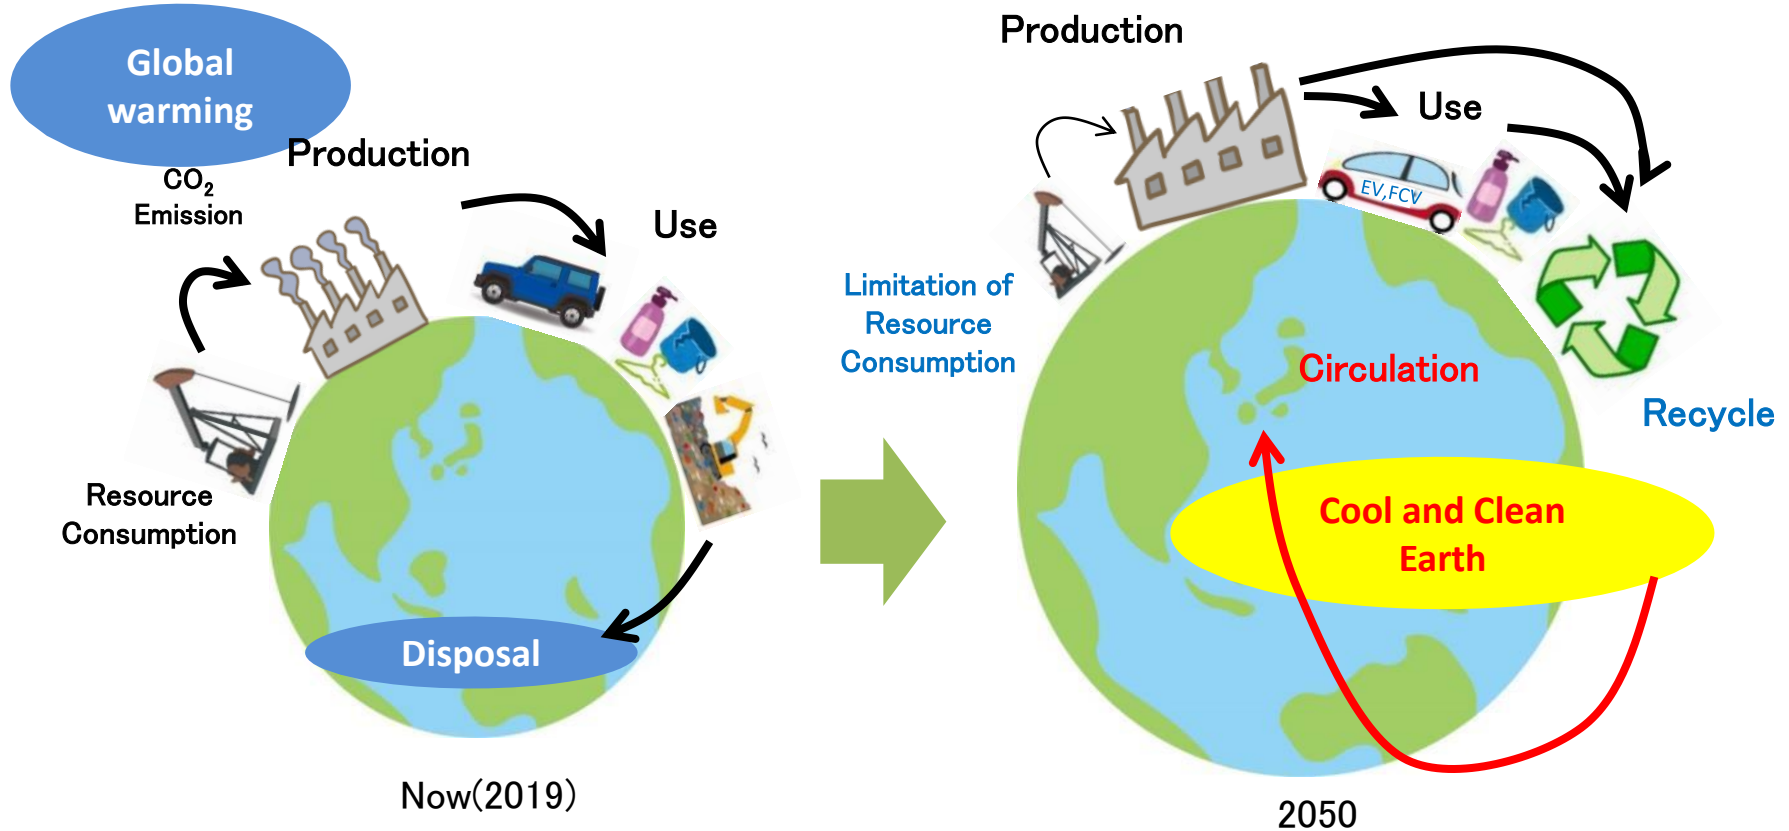 Global
warming
Production
CO₂
Emission
Use
Resource
Consumption
Disposal
Now(2019)
Production
Use
EV,FCV
Limitation of
Resource
Consumption
Circulation
Recycle
Cool and Clean
Earth
2050